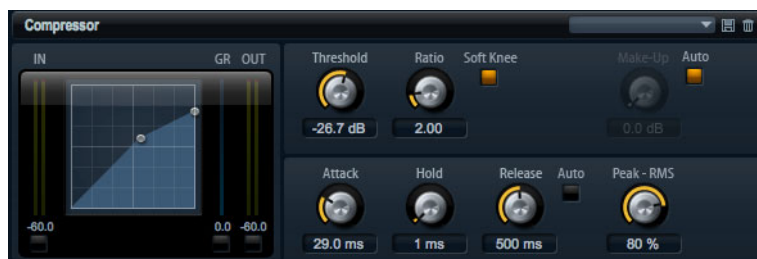 Compressor
IN GR OUT
-60.0 0.0 -60.0
Threshold Ratio Soft Knee Make-Up Auto
-26.7 dB 2.00 0.0 dB
Attack Hold Release Auto Peak - RMS
29.0 ms 1 ms 500 ms 80 %